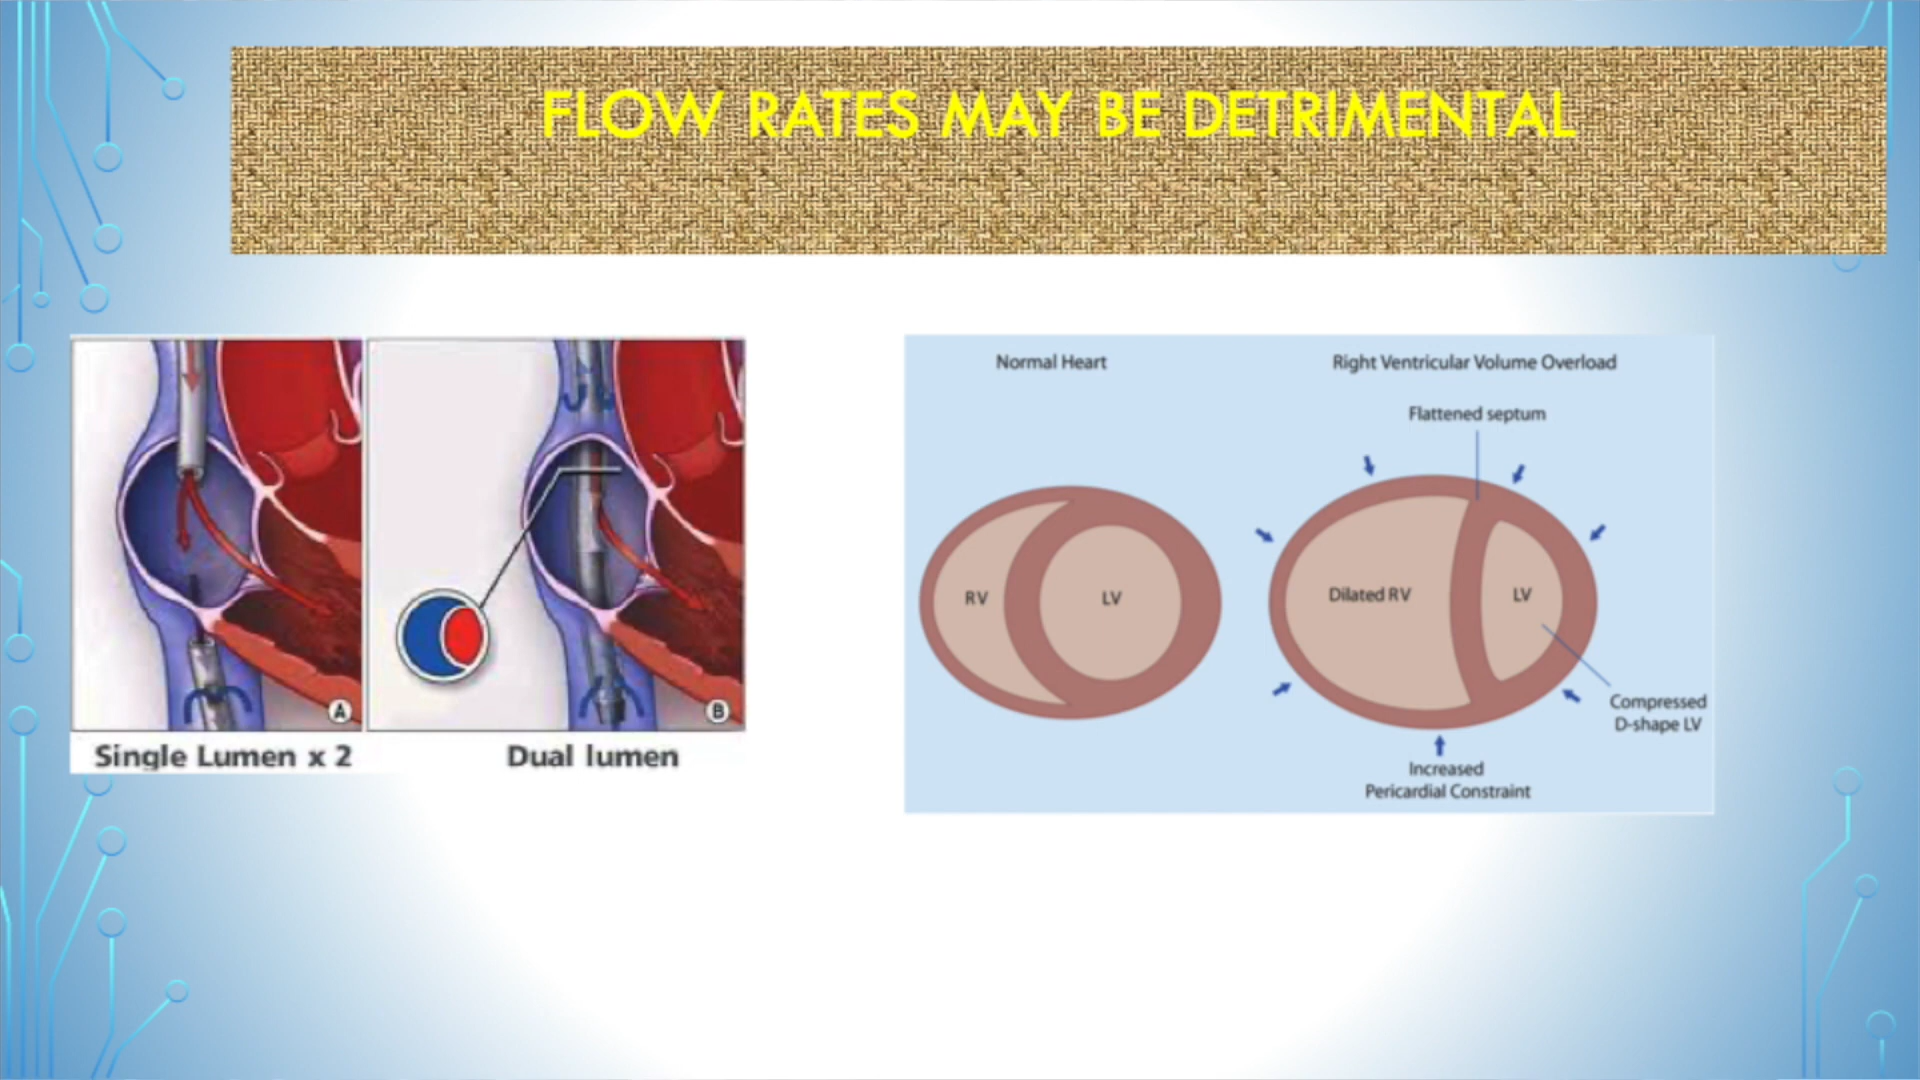 FLOW RATES MAY BE DETRIMENTAL
A
B
Single Lumen x 2
Dual lumen
Normal Heart
Right Ventricular Volume Overload
Flattened septum
RV
LV
Dilated RV
LV
Compressed
D-shape LV
Increased
Pericardial Constraint